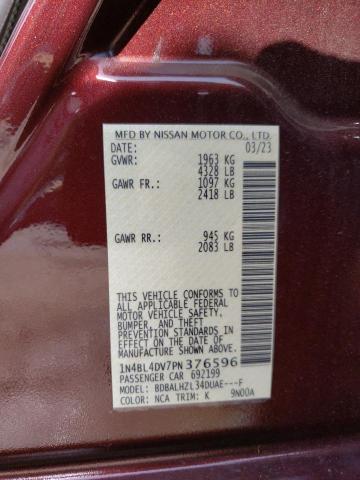 MFD BY NISSAN MOTOR CO., LTD.
DATE: 03/23
GVWR: 1963 KG
4328 LB
GAWR FR.: 1097 KG
2418 LB
GAWR RR.: 945 KG
2083 LB
THIS VEHICLE CONFORMS TO
ALL APPLICABLE FEDERAL
MOTOR VEHICLE SAFETY,
BUMPER, AND THEFT
PREVENTION STANDARDS IN
EFFECT ON THE DATE OF
MANUFACTURE SHOWN ABOVE.
1N4BL4DV7PN376596
PASSENGER CAR 692199
MODEL: BDBALHZL34DUAE---F
COLOR: NCA TRIM: K 9N00A